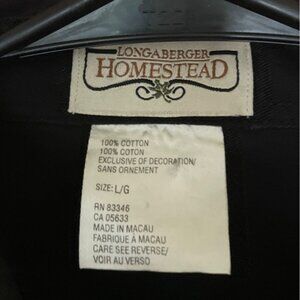 LONGABERGER
HOMESTEAD
100% COTTON
100% COTON
EXCLUSIVE OF DECORATION/
SANS ORNEMENT
SIZE: L/G
RN 83346
CA 05633
MADE IN MACAU
FABRIQUÉ À MACAU
CARE SEE REVERSE/
VOIR AU VERSO